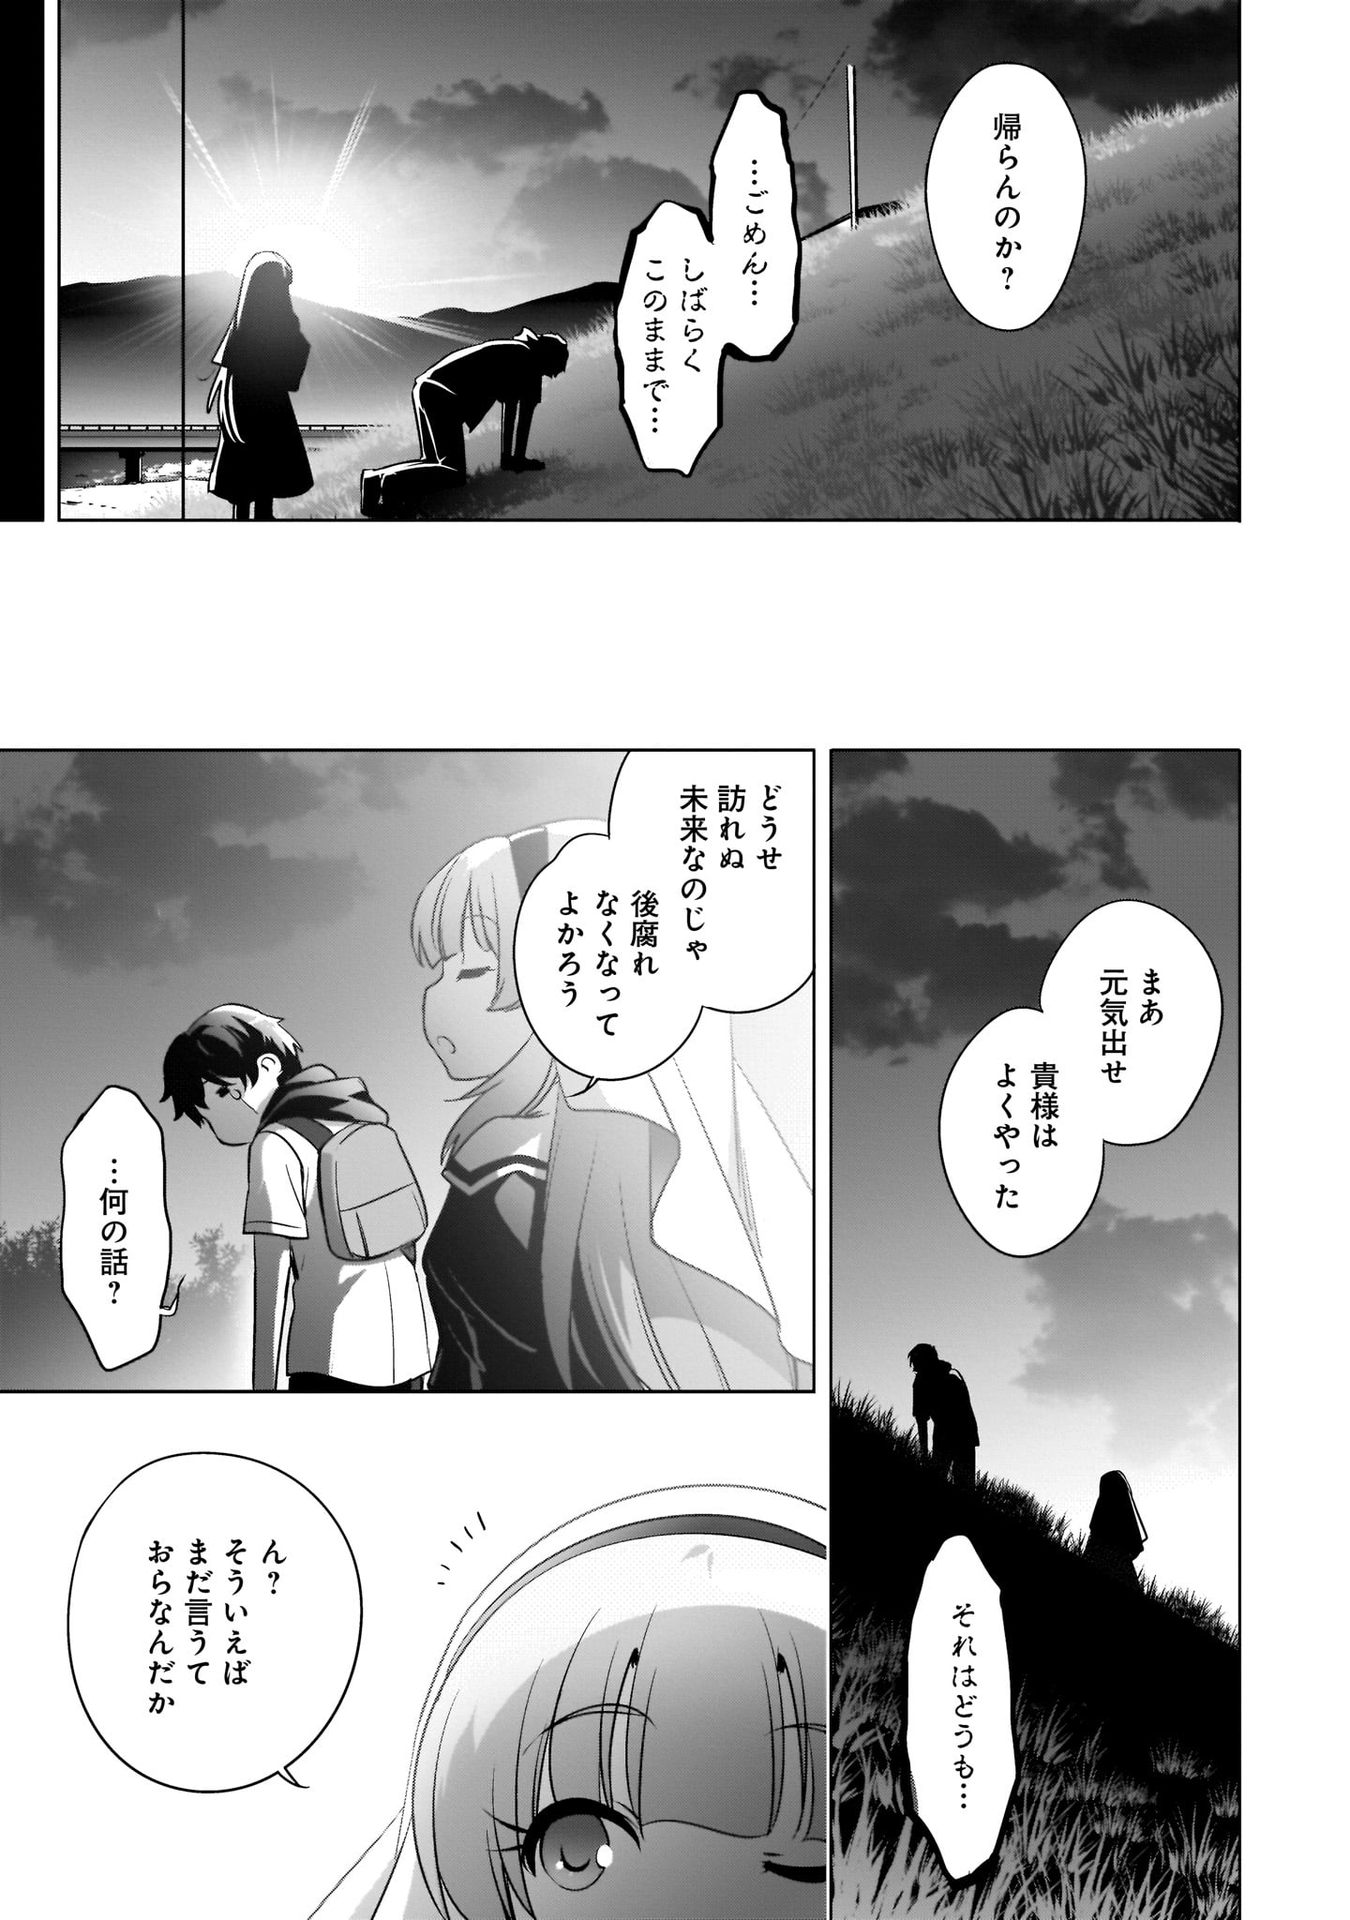 帰らんのか?
…ごめん…
しばらく
このままで…
まあ
元気出せ
貴様は
よくやった
それはどうも…
どうせ
訪れぬ
未来なのじゃ
後腐れ
なくなって
よかろう
…何の話?
ん?
そういえば
まだ言うて
おらなんだか